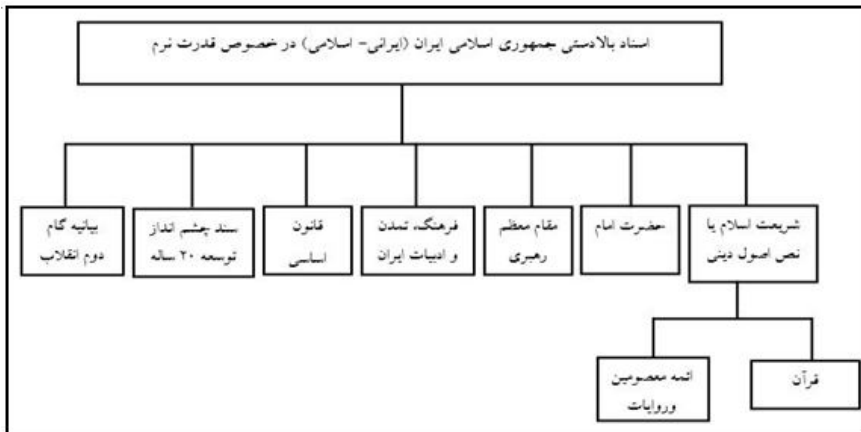 اسناد بالادستی جمهوری اسلامی ایران (ایرانی- اسلامی) در خصوص قدرت نرم
شریعت اسلام یا
نص اصول دینی
حضرت امام
مقام معظم
رهبری
فرهنگ، تمدن
و ادبیات ایران
قانون
اساسی
سند چشم انداز
توسعه ۲۰ ساله
بیانیه گام
دوم انقلاب
قرآن
ائمه معصومین
وروایات